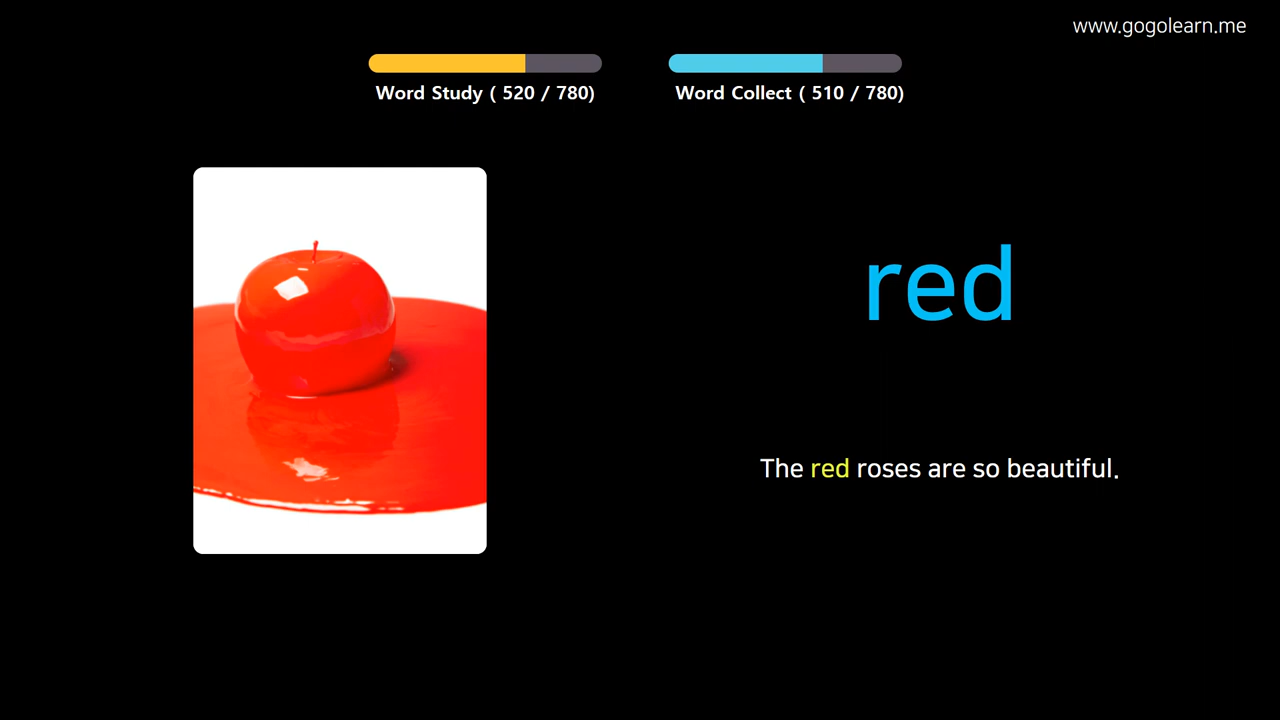 www.gogolearn.me
Word Study ( 520 / 780)
Word Collect ( 510 / 780)
red
The red roses are so beautiful.